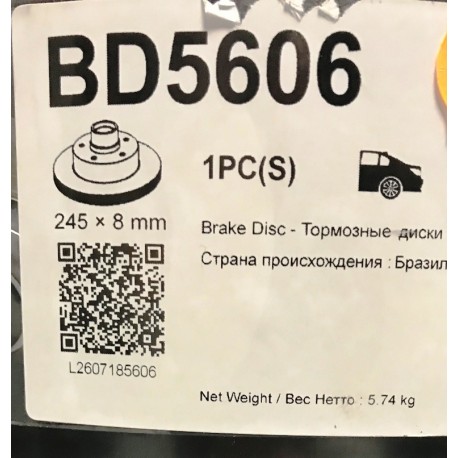 BD5606
1PC(S)
245 × 8 mm
Brake Disc - Тормозные диски
Страна происхождения : Бразил
L2607185606
Net Weight / Вес Нетто : 5.74 kg